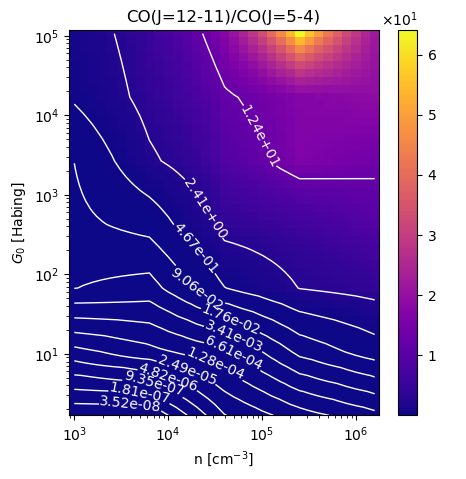 CO(J=12-11)/CO(J=5-4)
×10¹
10⁵
10⁴
10³
10²
10¹
G₀ [Habing]
1.24e+01
2.41e+00
4.67e-01
9.06e-02
1.76e-02
3.41e-03
6.61e-04
1.28e-04
2.49e-05
4.82e-06
9.35e-07
1.81e-07
3.52e-08
10³
10⁴
10⁵
10⁶
n [cm⁻³]
6
5
4
3
2
1